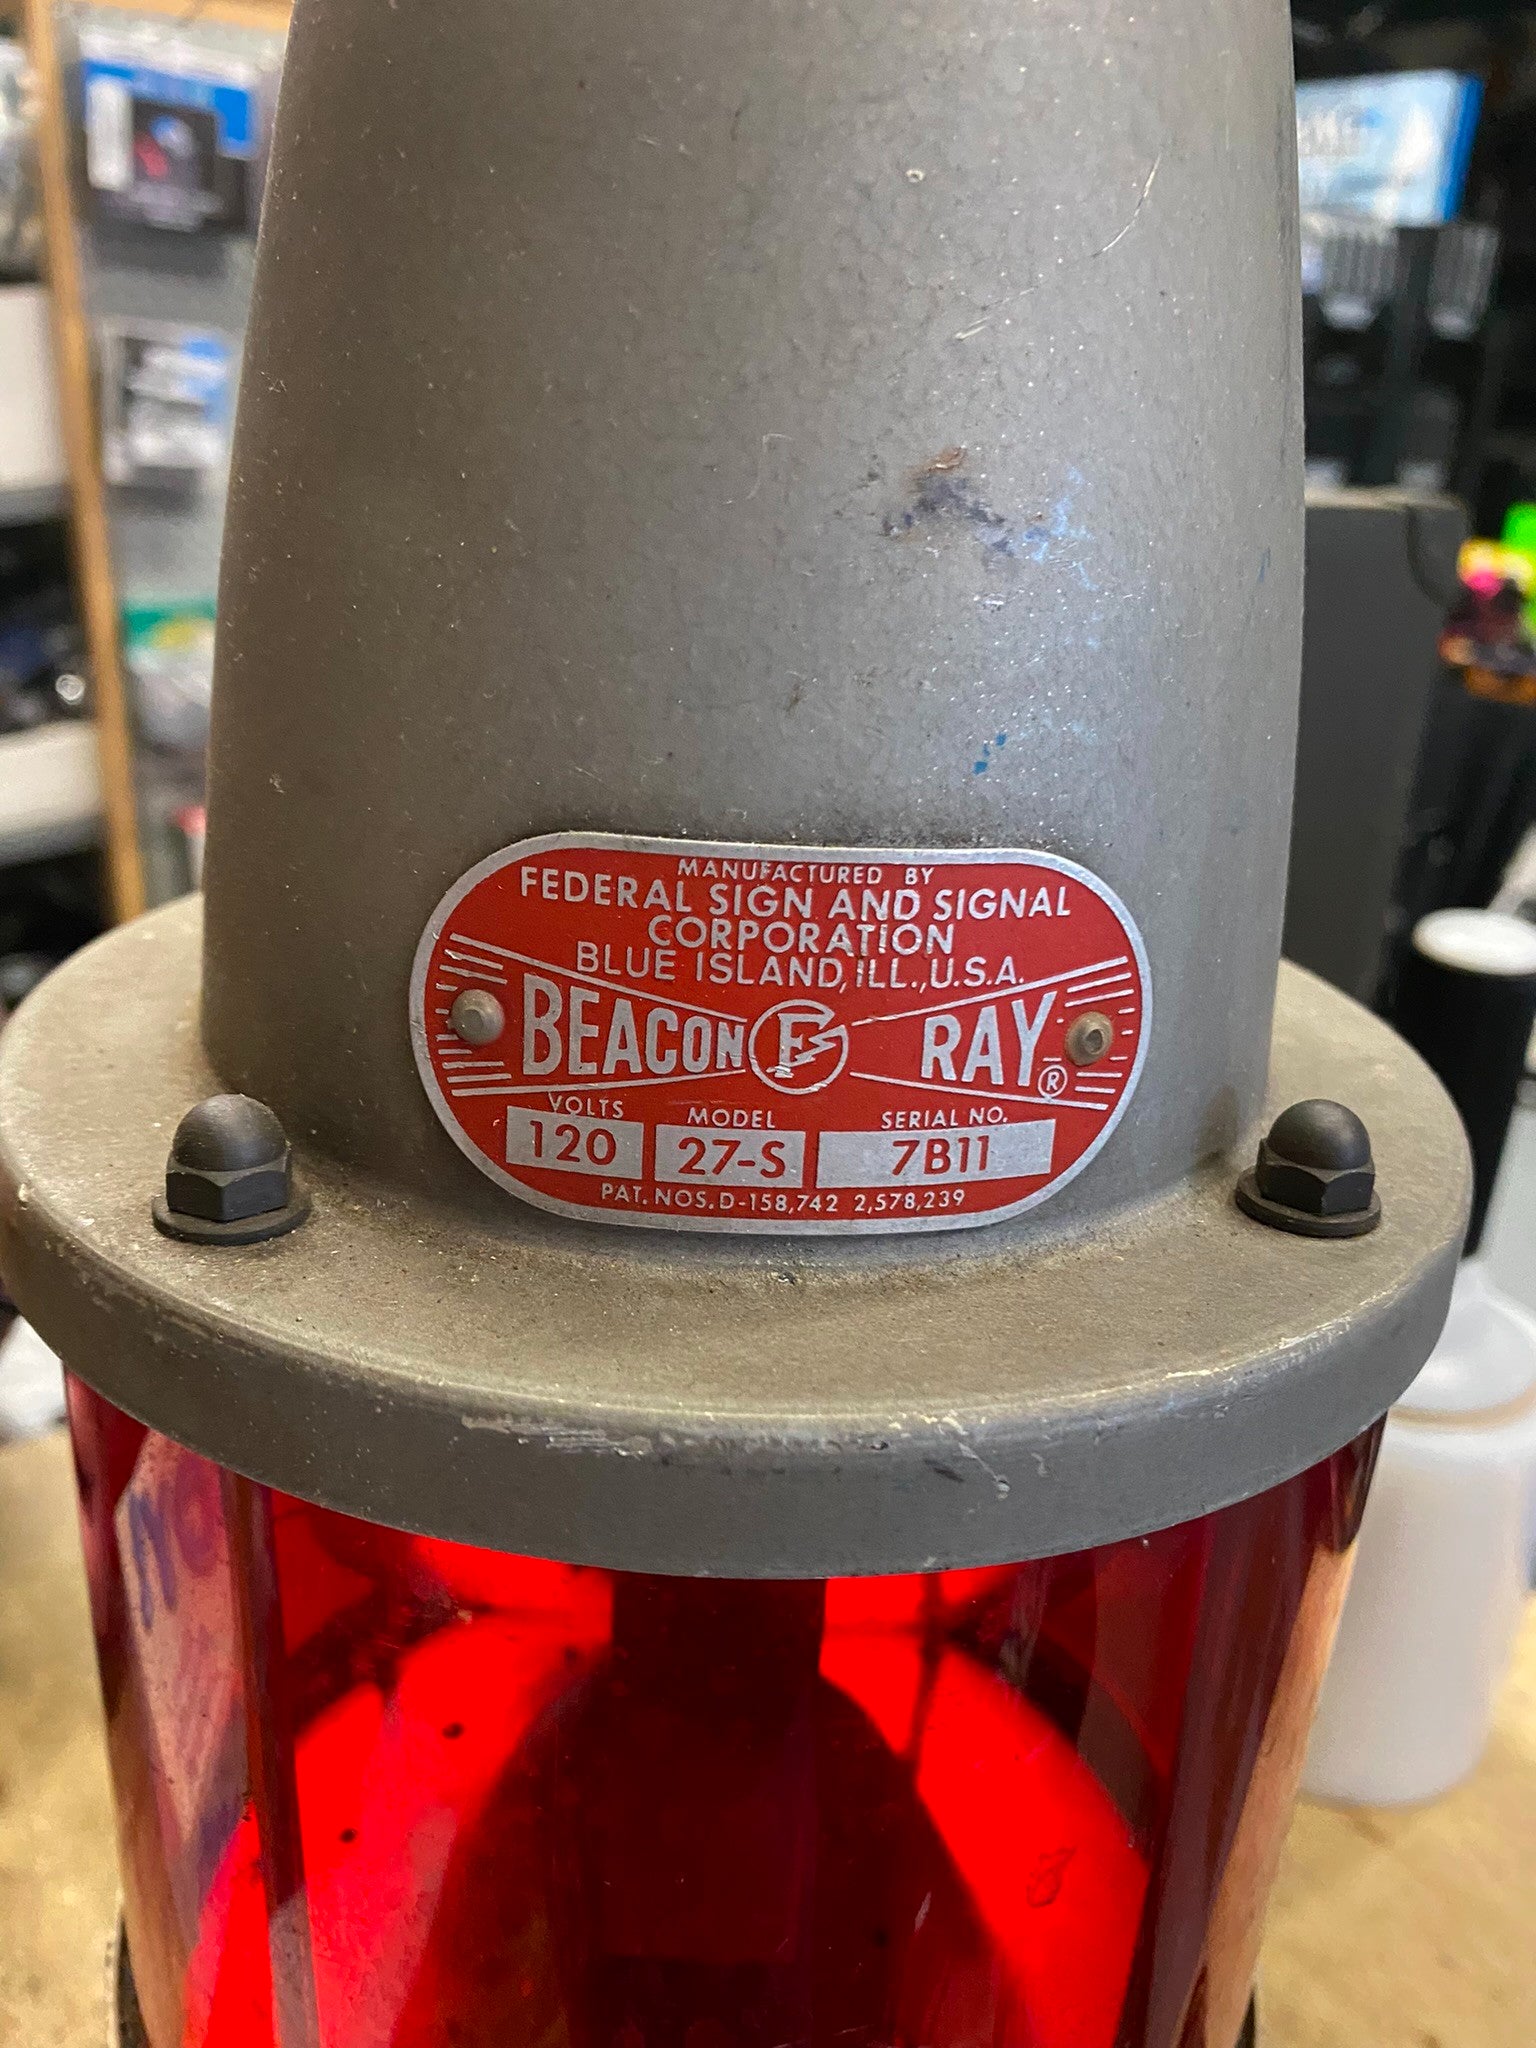 MANUFACTURED BY
FEDERAL SIGN AND SIGNAL
CORPORATION
BLUE ISLAND, ILL., U.S.A.
BEACON F RAY ®
VOLTS MODEL SERIAL NO.
120 27-S 7B11
PAT. NOS. D-158,742 2,578,239